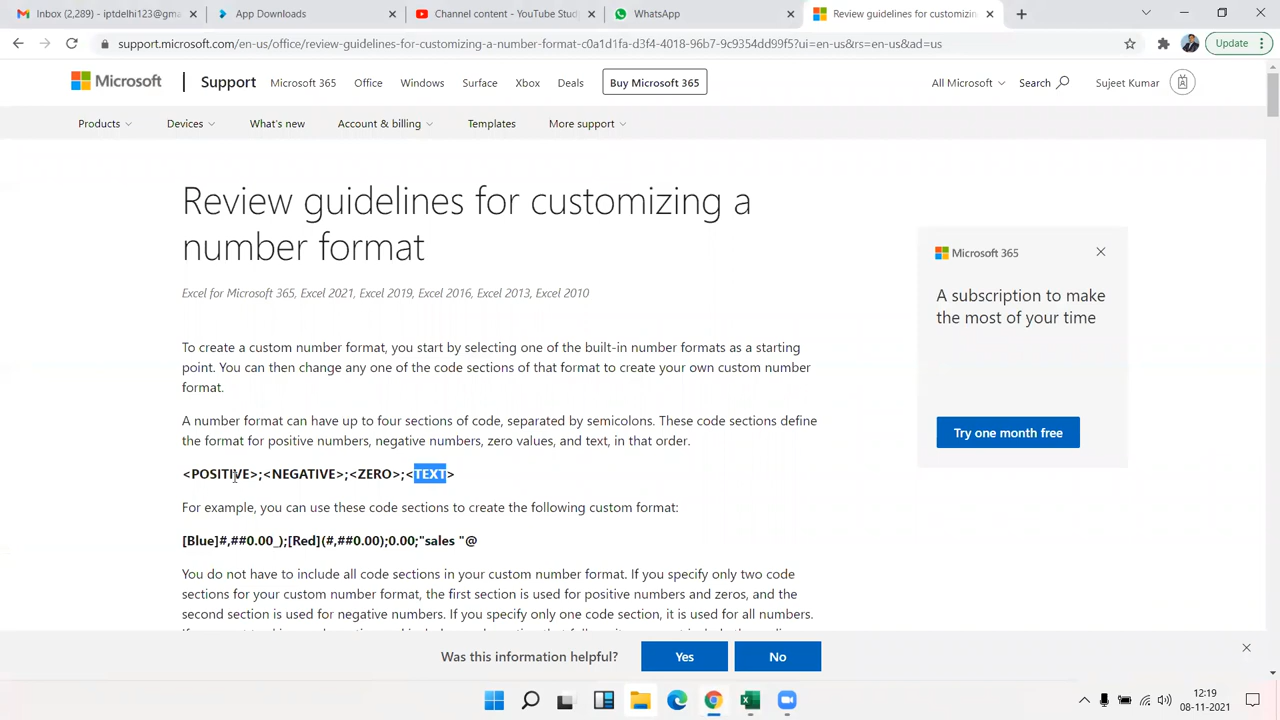 Inbox (2,289) - iptdelhi123@gma
App Downloads
Channel content - YouTube Stud
WhatsApp
Review guidelines for customizin
support.microsoft.com/en-us/office/review-guidelines-for-customizing-a-number-format-c0a1d1fa-d3f4-4018-96b7-9c9354dd99f5?ui=en-us&rs=en-us&ad=us
Update
Microsoft
Support
Microsoft 365
Office
Windows
Surface
Xbox
Deals
Buy Microsoft 365
All Microsoft
Search
Sujeet Kumar
Products
Devices
What's new
Account & billing
Templates
More support
Review guidelines for customizing a
number format
Excel for Microsoft 365, Excel 2021, Excel 2019, Excel 2016, Excel 2013, Excel 2010
To create a custom number format, you start by selecting one of the built-in number formats as a starting
point. You can then change any one of the code sections of that format to create your own custom number
format.
A number format can have up to four sections of code, separated by semicolons. These code sections define
the format for positive numbers, negative numbers, zero values, and text, in that order.
<POSITIVE>;<NEGATIVE>;<ZERO>;<TEXT>
For example, you can use these code sections to create the following custom format:
[Blue]#,##0.00_);[Red](#,##0.00);0.00;"sales "@
You do not have to include all code sections in your custom number format. If you specify only two code
sections for your custom number format, the first section is used for positive numbers and zeros, and the
second section is used for negative numbers. If you specify only one code section, it is used for all numbers.
Microsoft 365
A subscription to make
the most of your time
Try one month free
Was this information helpful?
Yes
No
12:19
08-11-2021